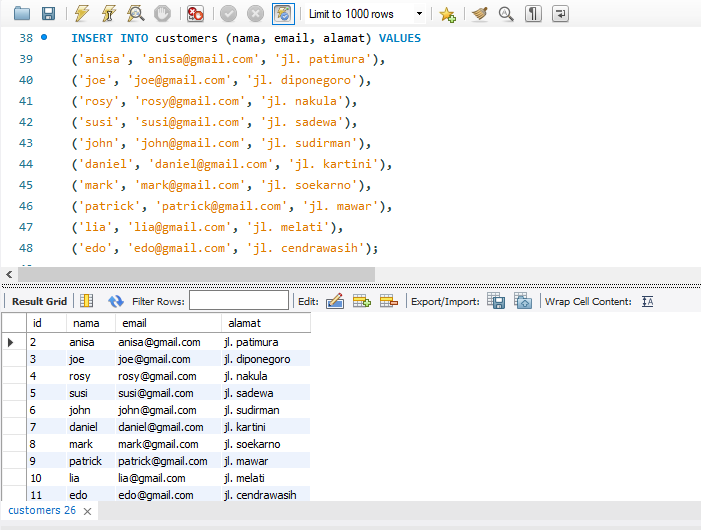 Limit to 1000 rows
38 INSERT INTO customers (nama, email, alamat) VALUES
39 ('anisa', 'anisa@gmail.com', 'jl. patimura'),
40 ('joe', 'joe@gmail.com', 'jl. diponegoro'),
41 ('rosy', 'rosy@gmail.com', 'jl. nakula'),
42 ('susi', 'susi@gmail.com', 'jl. sadewa'),
43 ('john', 'john@gmail.com', 'jl. sudirman'),
44 ('daniel', 'daniel@gmail.com', 'jl. kartini'),
45 ('mark', 'mark@gmail.com', 'jl. soekarno'),
46 ('patrick', 'patrick@gmail.com', 'jl. mawar'),
47 ('lia', 'lia@gmail.com', 'jl. melati'),
48 ('edo', 'edo@gmail.com', 'jl. cendrawasih');
Result Grid Filter Rows: Edit: Export/Import: Wrap Cell Content:
id nama email alamat
2 anisa anisa@gmail.com jl. patimura
3 joe joe@gmail.com jl. diponegoro
4 rosy rosy@gmail.com jl. nakula
5 susi susi@gmail.com jl. sadewa
6 john john@gmail.com jl. sudirman
7 daniel daniel@gmail.com jl. kartini
8 mark mark@gmail.com jl. soekarno
9 patrick patrick@gmail.com jl. mawar
10 lia lia@gmail.com jl. melati
11 edo edo@gmail.com jl. cendrawasih
customers 26